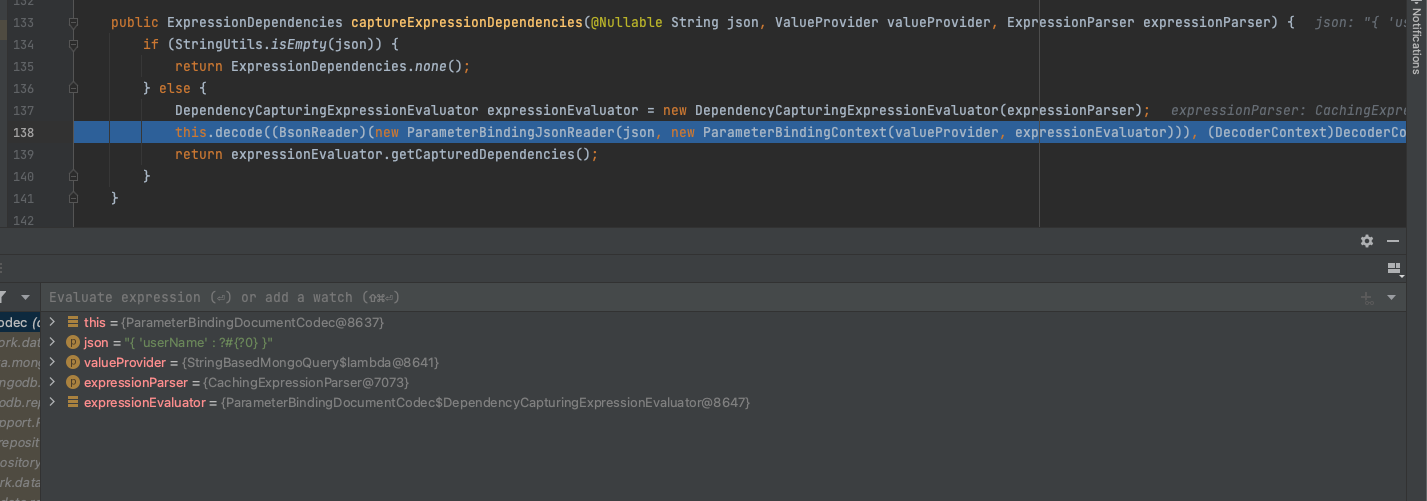 132
133 public ExpressionDependencies captureExpressionDependencies(@Nullable String json, ValueProvider valueProvider, ExpressionParser expressionParser) { json: "{ 'us
134 if (StringUtils.isEmpty(json)) {
135 return ExpressionDependencies.none();
136 } else {
137 DependencyCapturingExpressionEvaluator expressionEvaluator = new DependencyCapturingExpressionEvaluator(expressionParser); expressionParser: CachingExpre
138 this.decode((BsonReader)(new ParameterBindingJsonReader(json, new ParameterBindingContext(valueProvider, expressionEvaluator))), (DecoderContext)DecoderCo
139 return expressionEvaluator.getCapturedDependencies();
140 }
141 }
142
Notifications
Evaluate expression (⏎) or add a watch (⇧⌘⏎)
odec (
this = {ParameterBindingDocumentCodec@8637}
ork.dat
json = "{ 'userName' : ?#{?0} }"
a.mong
valueProvider = {StringBasedMongoQuery$lambda@8641}
ngodb.
expressionParser = {CachingExpressionParser@7073}
odb.rep
expressionEvaluator = {ParameterBindingDocumentCodec$DependencyCapturingExpressionEvaluator@8647}
pport.R
reposit
ository
ork.data